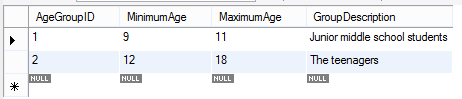 AgeGroupID MinimumAge MaximumAge GroupDescription
1 9 11 Junior middle school students
2 12 18 The teenagers
NULL NULL NULL NULL